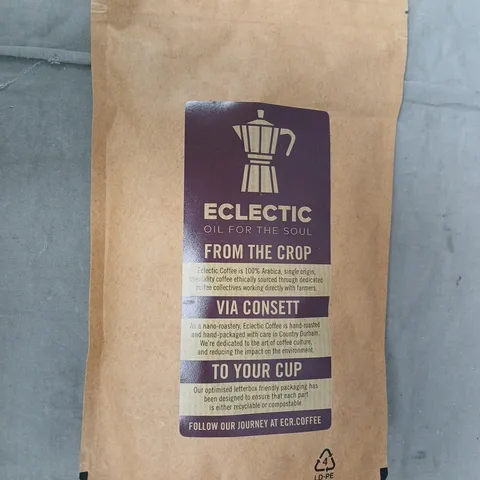 ECLECTIC
OIL FOR THE SOUL
FROM THE CROP
Eclectic Coffee is 100% Arabica, single origin,
speciality coffee ethically sourced through dedicated
coffee collectives working directly with farmers.
VIA CONSETT
As a nano-roastery, Eclectic Coffee is hand-roasted
and hand-packaged with care in Country Durham.
We're dedicated to the art of coffee culture,
and reducing the impact on the environment.
TO YOUR CUP
Our optimised letterbox friendly packaging has
been designed to ensure that each part
is either recyclable or compostable.
FOLLOW OUR JOURNEY AT ECR.COFFEE
4
LD-PE